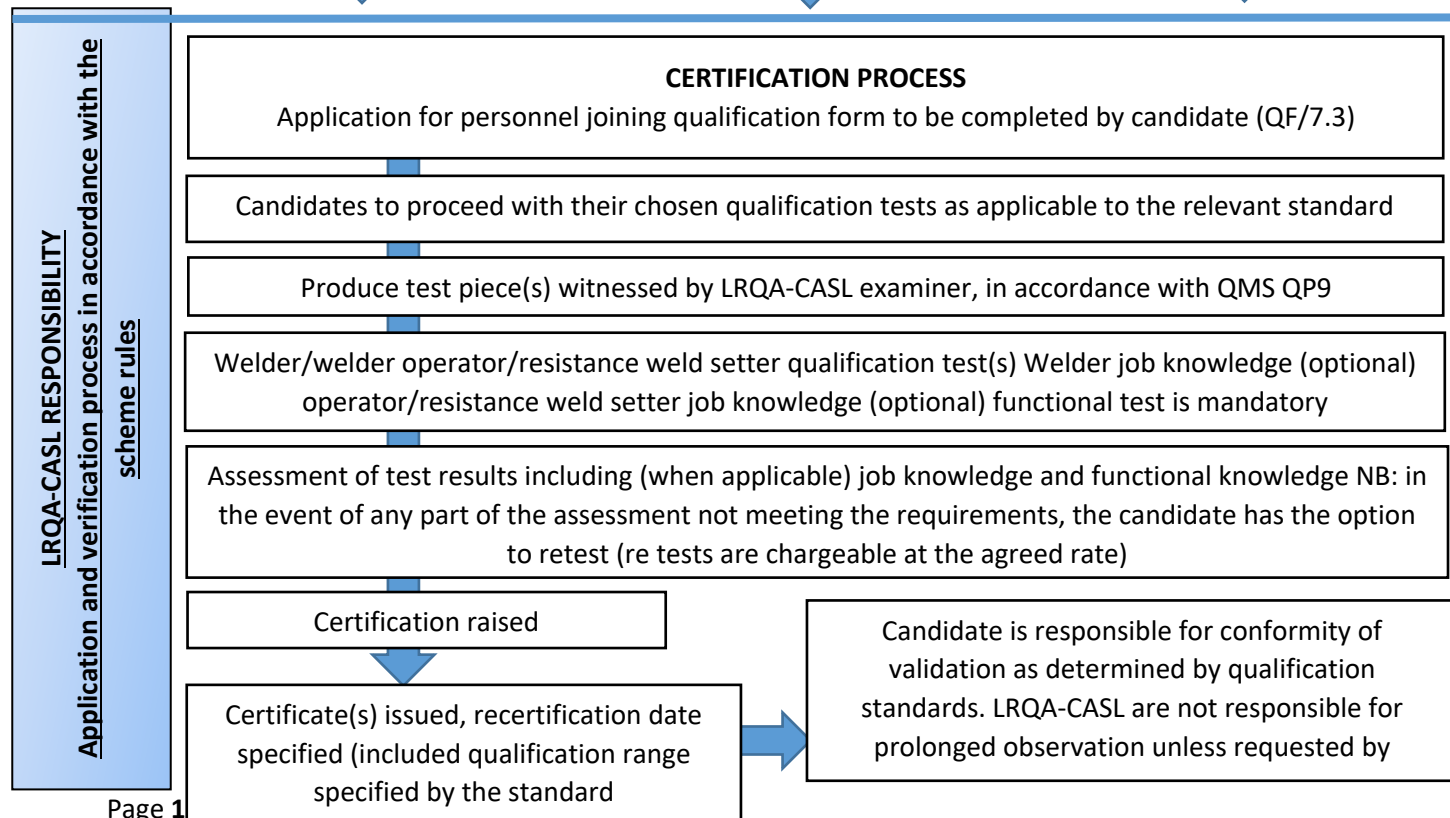 LRQA-CASL RESPONSIBILITY
Application and verification process in accordance with the
scheme rules
CERTIFICATION PROCESS
Application for personnel joining qualification form to be completed by candidate (QF/7.3)
Candidates to proceed with their chosen qualification tests as applicable to the relevant standard
Produce test piece(s) witnessed by LRQA-CASL examiner, in accordance with QMS QP9
Welder/welder operator/resistance weld setter qualification test(s) Welder job knowledge (optional)
operator/resistance weld setter job knowledge (optional) functional test is mandatory
Assessment of test results including (when applicable) job knowledge and functional knowledge NB: in
the event of any part of the assessment not meeting the requirements, the candidate has the option
to retest (re tests are chargeable at the agreed rate)
Certification raised
Certificate(s) issued, recertification date
specified (included qualification range
specified by the standard
Candidate is responsible for conformity of
validation as determined by qualification
standards. LRQA-CASL are not responsible for
prolonged observation unless requested by
Page 1